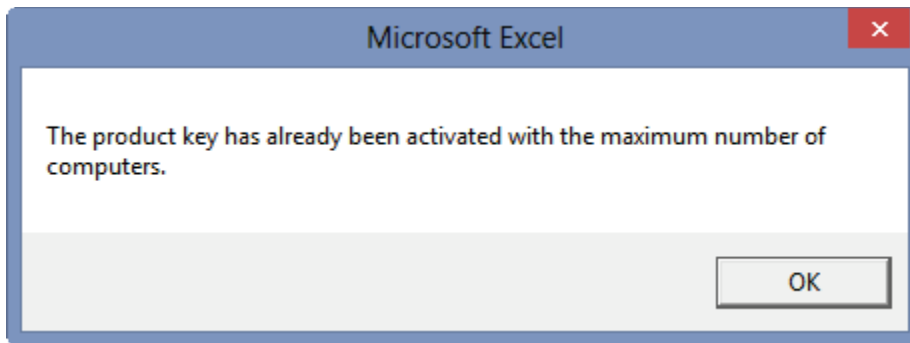 Microsoft Excel
The product key has already been activated with the maximum number of
computers.
OK